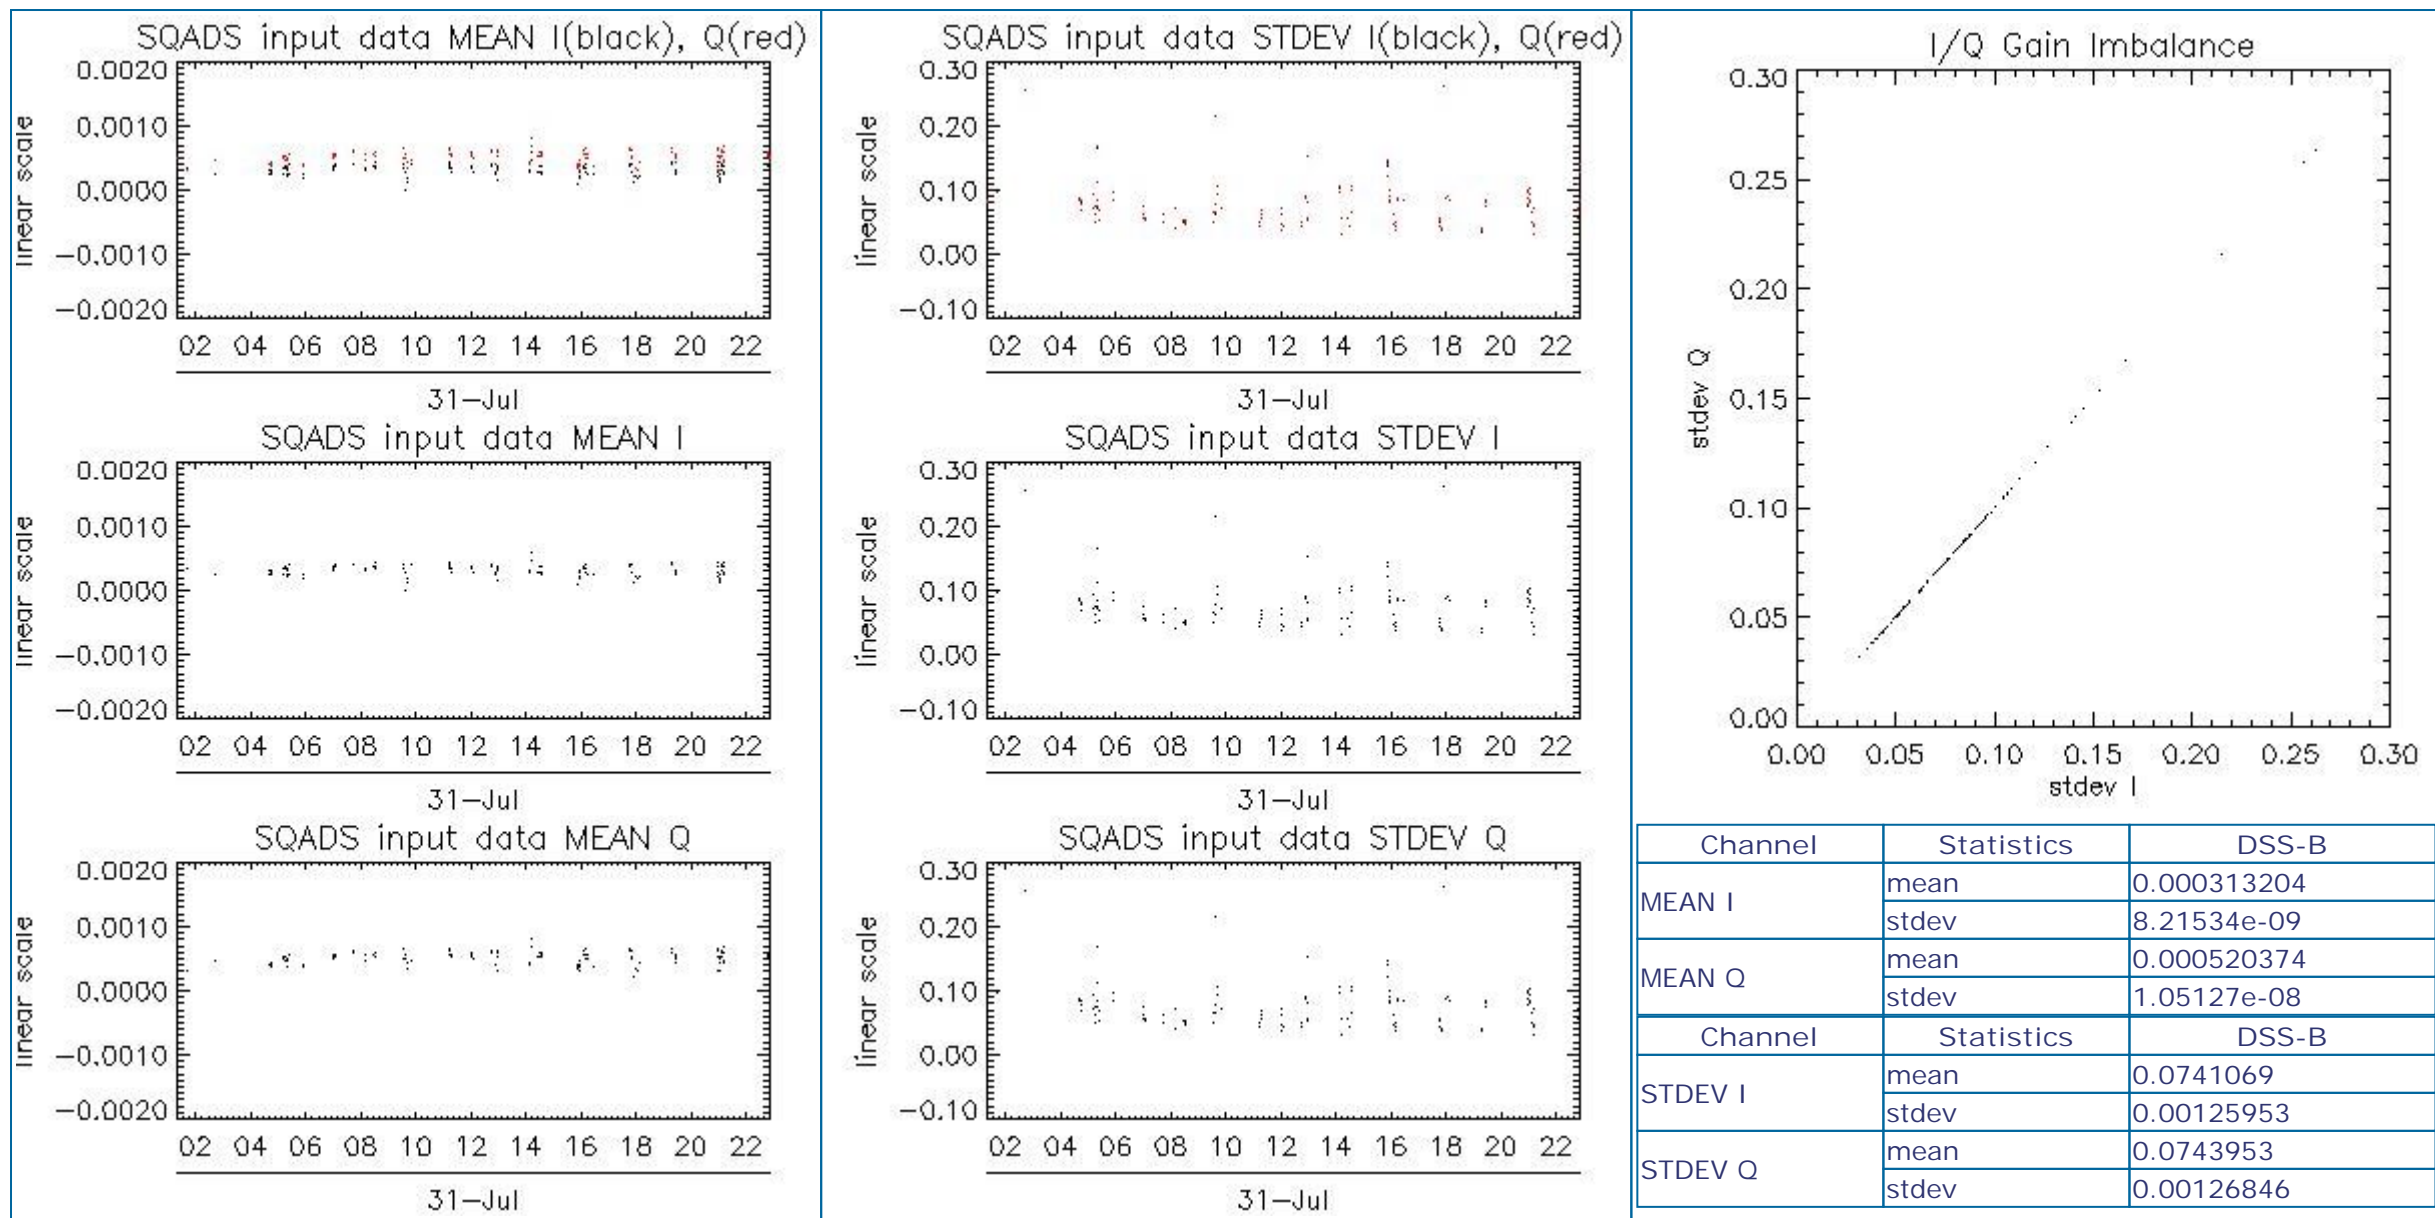 SQADS input data MEAN I(black), Q(red)
linear scale
0.0020
0.0010
0.0000
−0.0010
−0.0020
02 04 06 08 10 12 14 16 18 20 22
31−Jul
SQADS input data MEAN I
linear scale
0.0020
0.0010
0.0000
−0.0010
−0.0020
02 04 06 08 10 12 14 16 18 20 22
31−Jul
SQADS input data MEAN Q
linear scale
0.0020
0.0010
0.0000
−0.0010
−0.0020
02 04 06 08 10 12 14 16 18 20 22
31−Jul
SQADS input data STDEV I(black), Q(red)
linear scale
0.30
0.20
0.10
0.00
−0.10
02 04 06 08 10 12 14 16 18 20 22
31−Jul
SQADS input data STDEV I
linear scale
0.30
0.20
0.10
0.00
−0.10
02 04 06 08 10 12 14 16 18 20 22
31−Jul
SQADS input data STDEV Q
linear scale
0.30
0.20
0.10
0.00
−0.10
02 04 06 08 10 12 14 16 18 20 22
31−Jul
I/Q Gain Imbalance
stdev Q
0.30
0.25
0.20
0.15
0.10
0.05
0.00
0.00 0.05 0.10 0.15 0.20 0.25 0.30
stdev I
Channel Statistics DSS-B
MEAN I
mean 0.000313204
stdev 8.21534e-09
MEAN Q
mean 0.000520374
stdev 1.05127e-08
Channel Statistics DSS-B
STDEV I
mean 0.0741069
stdev 0.00125953
STDEV Q
mean 0.0743953
stdev 0.00126846